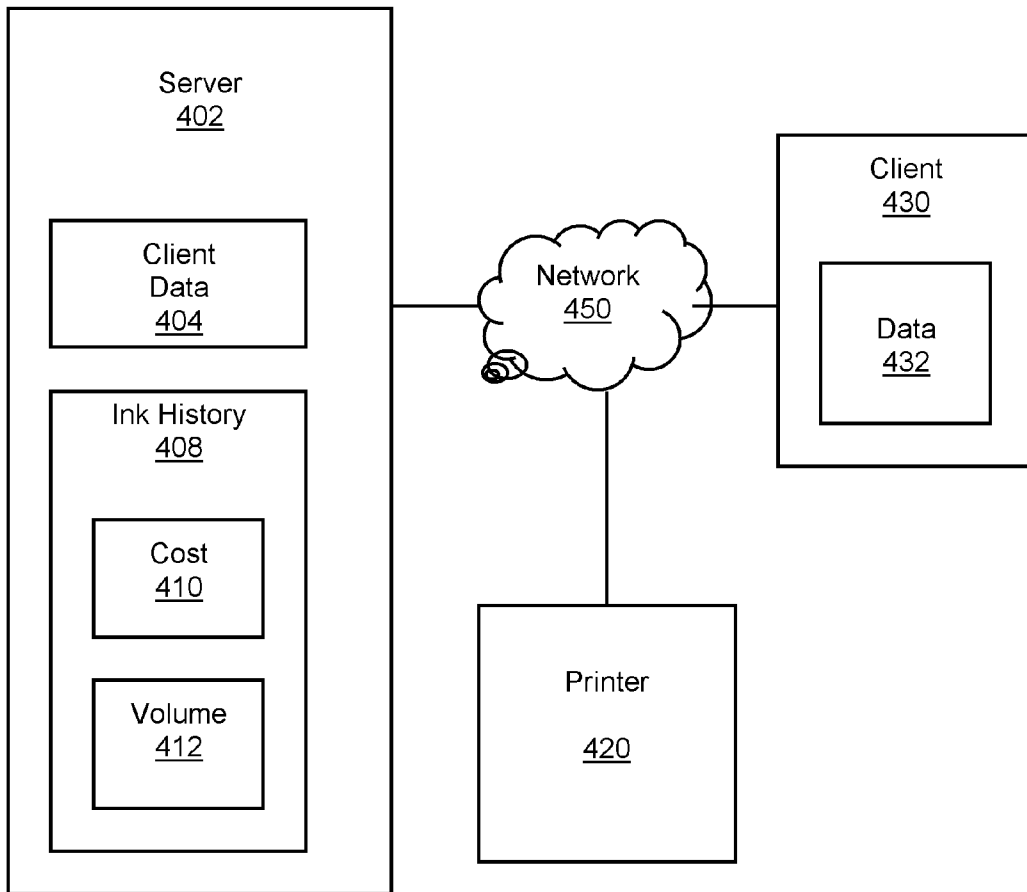 Server
402
Client
Data
404
Ink History
408
Cost
410
Volume
412
Network
450
Printer
420
Client
430
Data
432